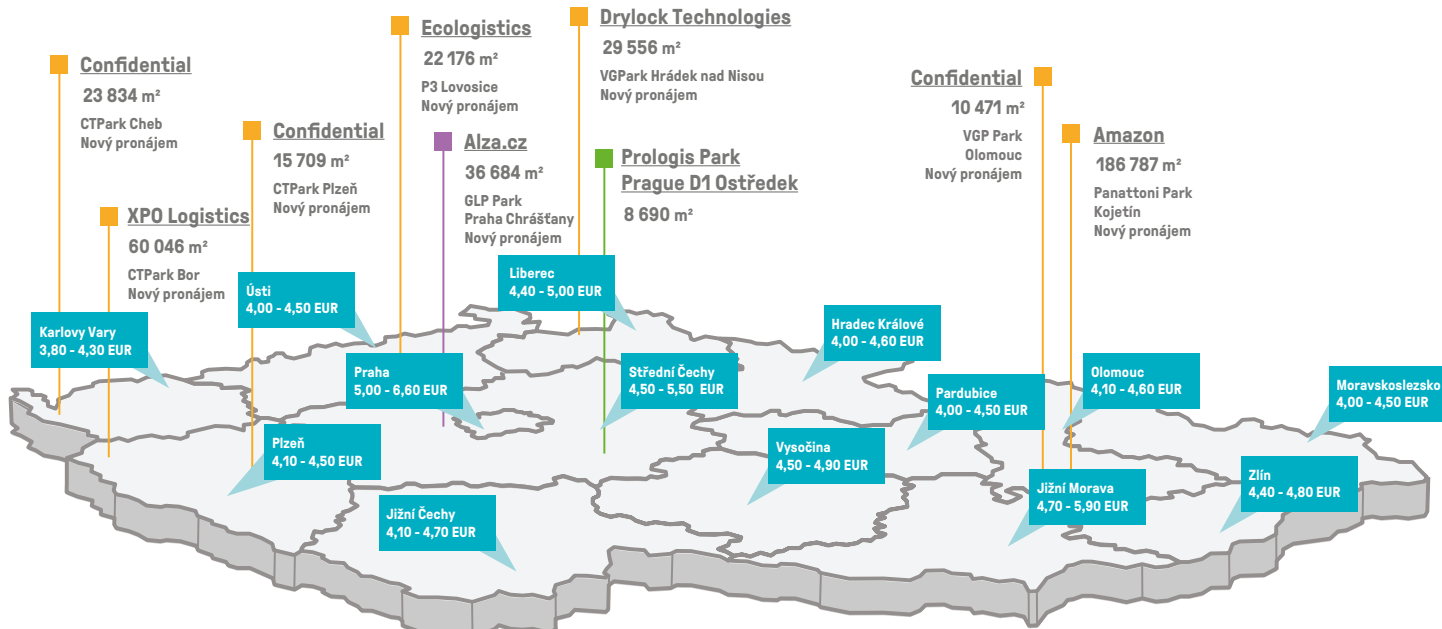 Confidential
23 834 m²
CTPark Cheb
Nový pronájem
XPO Logistics
60 046 m²
CTPark Bor
Nový pronájem
Confidential
15 709 m²
CTPark Plzeň
Nový pronájem
Ecologistics
22 176 m²
P3 Lovosice
Nový pronájem
Alza.cz
36 684 m²
GLP Park
Praha Chrášťany
Nový pronájem
Drylock Technologies
29 556 m²
VGPark Hrádek nad Nisou
Nový pronájem
Prologis Park
Prague D1 Ostředek
8 690 m²
Confidential
10 471 m²
VGP Park
Olomouc
Nový pronájem
Amazon
186 787 m²
Panattoni Park
Kojetín
Nový pronájem
Karlovy Vary
3,80 - 4,30 EUR
Ústi
4,00 - 4,50 EUR
Liberec
4,40 - 5,00 EUR
Hradec Králové
4,00 - 4,60 EUR
Praha
5,00 - 6,60 EUR
Střední Čechy
4,50 - 5,50 EUR
Pardubice
4,00 - 4,50 EUR
Olomouc
4,10 - 4,60 EUR
Moravskoslezsko
4,00 - 4,50 EUR
Plzeň
4,10 - 4,50 EUR
Vysočina
4,50 - 4,90 EUR
Jižní Morava
4,70 - 5,90 EUR
Zlín
4,40 - 4,80 EUR
Jižní Čechy
4,10 - 4,70 EUR